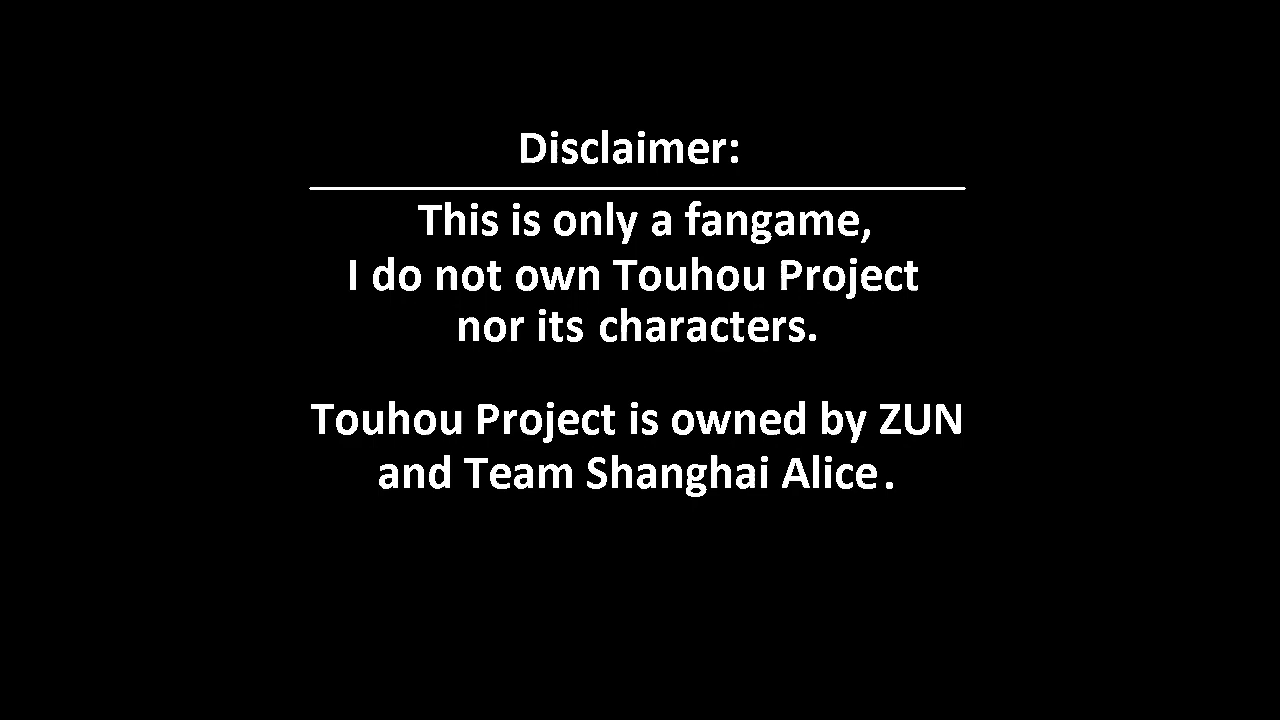 Disclaimer:
This is only a fangame,
I do not own Touhou Project
nor its characters.
Touhou Project is owned by ZUN
and Team Shanghai Alice.